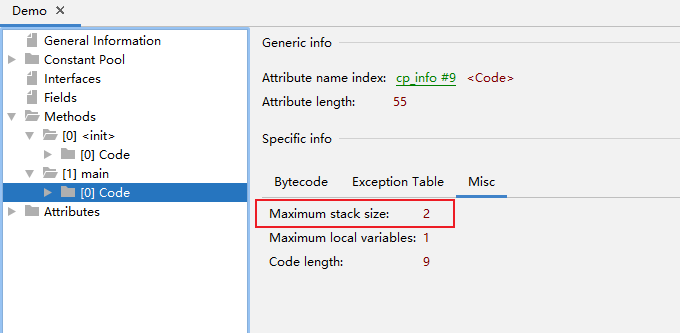 Demo ×
General Information
Constant Pool
Interfaces
Fields
Methods
[0] <init>
[0] Code
[1] main
[0] Code
Attributes
Generic info
Attribute name index: cp_info #9 <Code>
Attribute length: 55
Specific info
Bytecode Exception Table Misc
Maximum stack size: 2
Maximum local variables: 1
Code length: 9